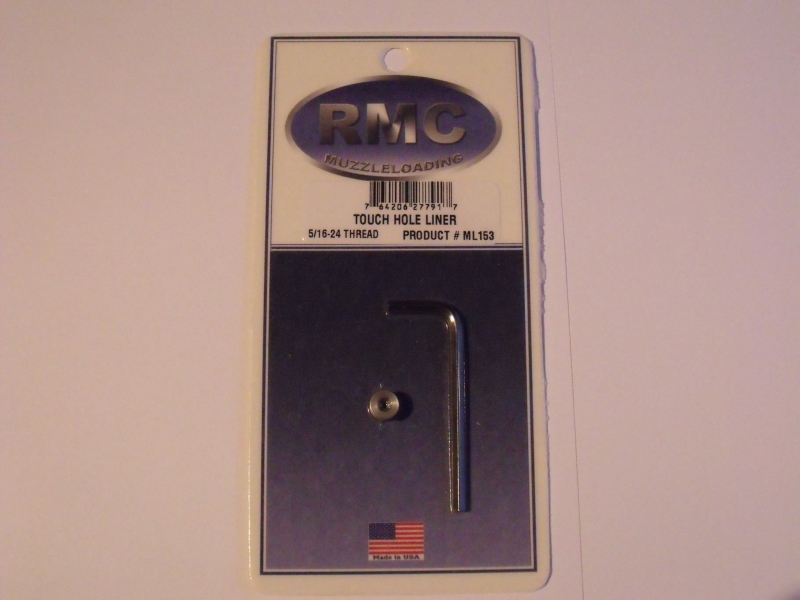 RMC
MUZZLELOADING
7 64206 27791 7
TOUCH HOLE LINER
5/16-24 THREAD PRODUCT # ML153
Made in USA